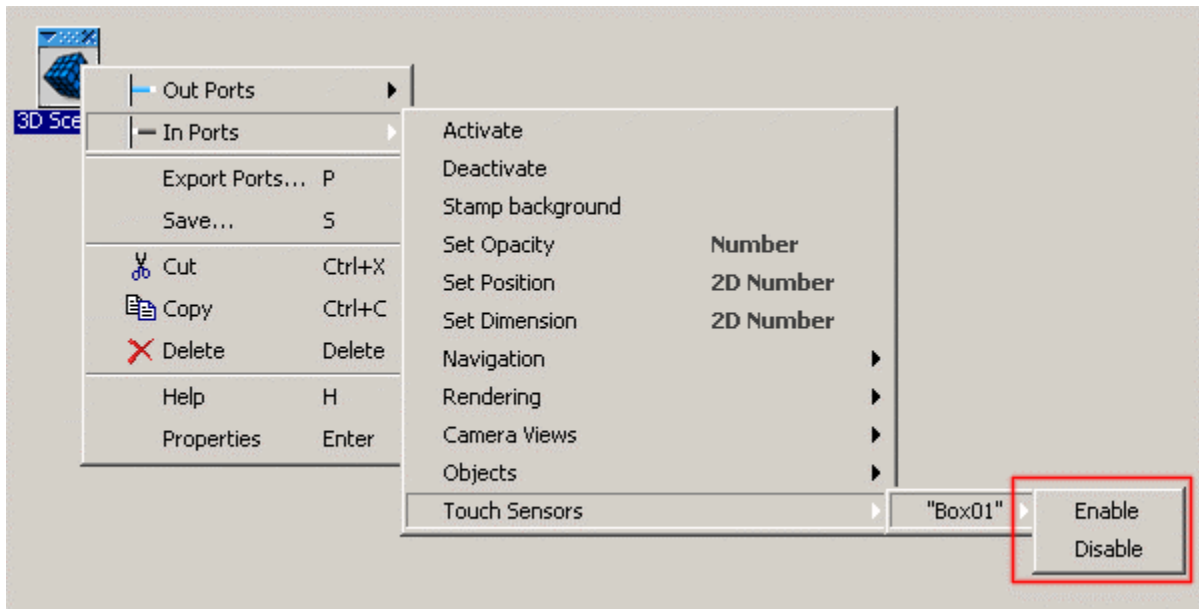 3D Sce
Out Ports
In Ports
Export Ports... P
Save... S
Cut Ctrl+X
Copy Ctrl+C
Delete Delete
Help H
Properties Enter
Activate
Deactivate
Stamp background
Set Opacity Number
Set Position 2D Number
Set Dimension 2D Number
Navigation
Rendering
Camera Views
Objects
Touch Sensors
"Box01"
Enable
Disable